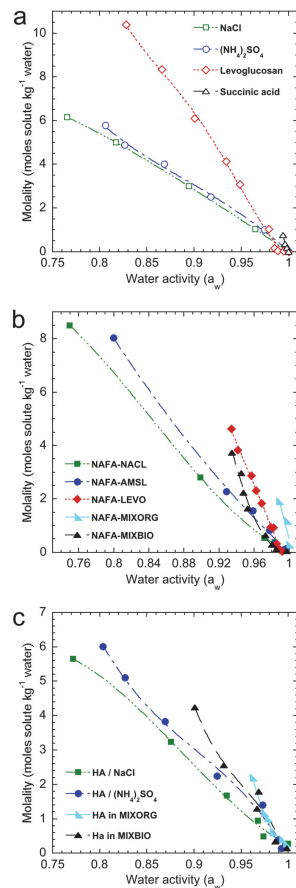 a
Molality (moles solute kg⁻¹ water)
10
8
6
4
2
0
NaCl
(NH₄)₂SO₄
Levoglucosan
Succinic acid
0.8 0.85 0.9 0.95 1
Water activity (aw)
b
Molality (moles solute kg⁻¹ water)
8
6
4
2
0
NAFA-NACL
NAFA-AMSL
NAFA-LEVO
NAFA-MIXORG
NAFA-MIXBIO
0.76 0.8 0.84 0.88 0.92 0.96 1
Water activity (aw)
c
Molality (moles solute kg⁻¹ water)
6
5
4
3
2
1
0
HA / NaCl
HA / (NH₄)₂SO₄
HA in MIXORG
Ha in MIXBIO
0.8 0.85 0.9 0.95 1
Water activity (aw)